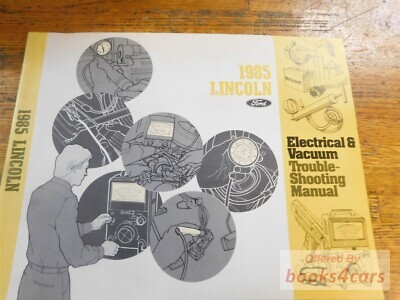 1985
LINCOLN
Ford
1985 LINCOLN
Electrical &
Vacuum
Trouble-
Shooting
Manual
Offered By
books4cars